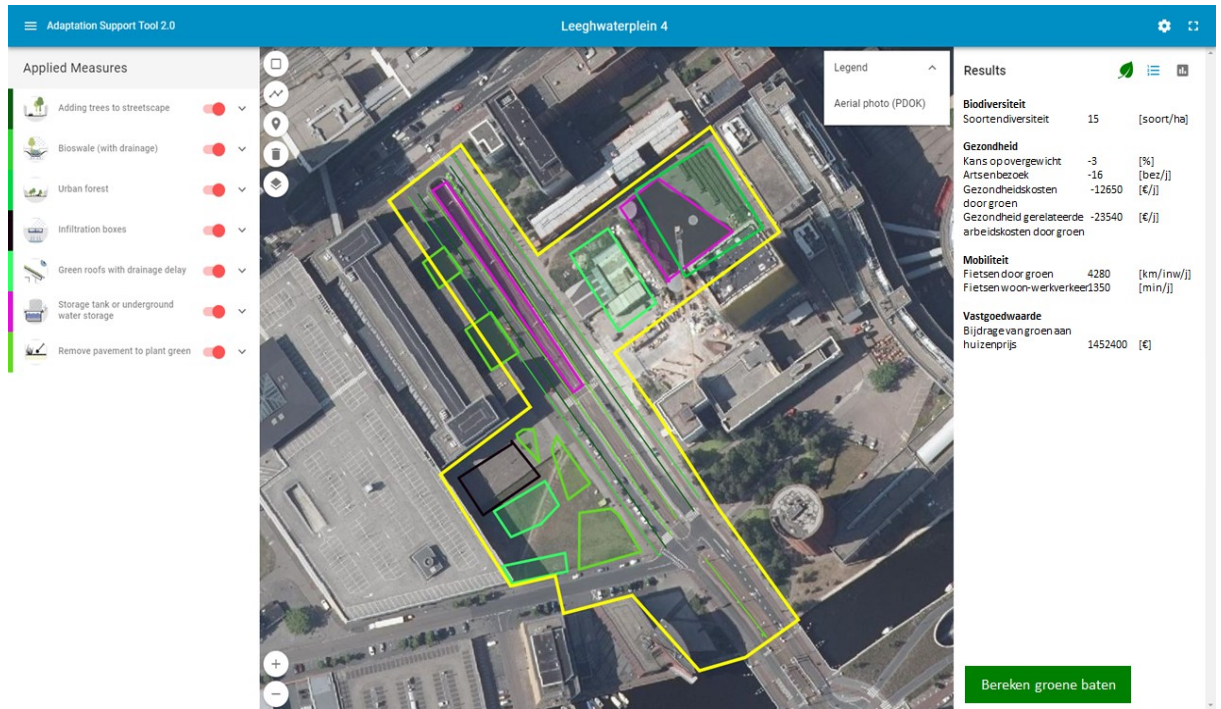 Adaptation Support Tool 2.0
Leeghwaterplein 4
Applied Measures
Adding trees to streetscape
Bioswale (with drainage)
Urban forest
Infiltration boxes
Green roofs with drainage delay
Storage tank or underground
water storage
Remove pavement to plant green
Legend
Aerial photo (PDOK)
Results
Biodiversiteit
Soortendiversiteit 15 [soort/ha]
Gezondheid
Kans op overgewicht -3 [%]
Artsenbezoek -16 [bez/j]
Gezondheidskosten -12650 [€/j]
door groen
Gezondheid gerelateerde -23540 [€/j]
arbeidskosten door groen
Mobiliteit
Fietsen door groen 4280 [km/inw/j]
Fietsen woon-werkverkeer 1350 [min/j]
Vastgoedwaarde
Bijdrage van groen aan
huizenprijs 1452400 [€]
Bereken groene baten